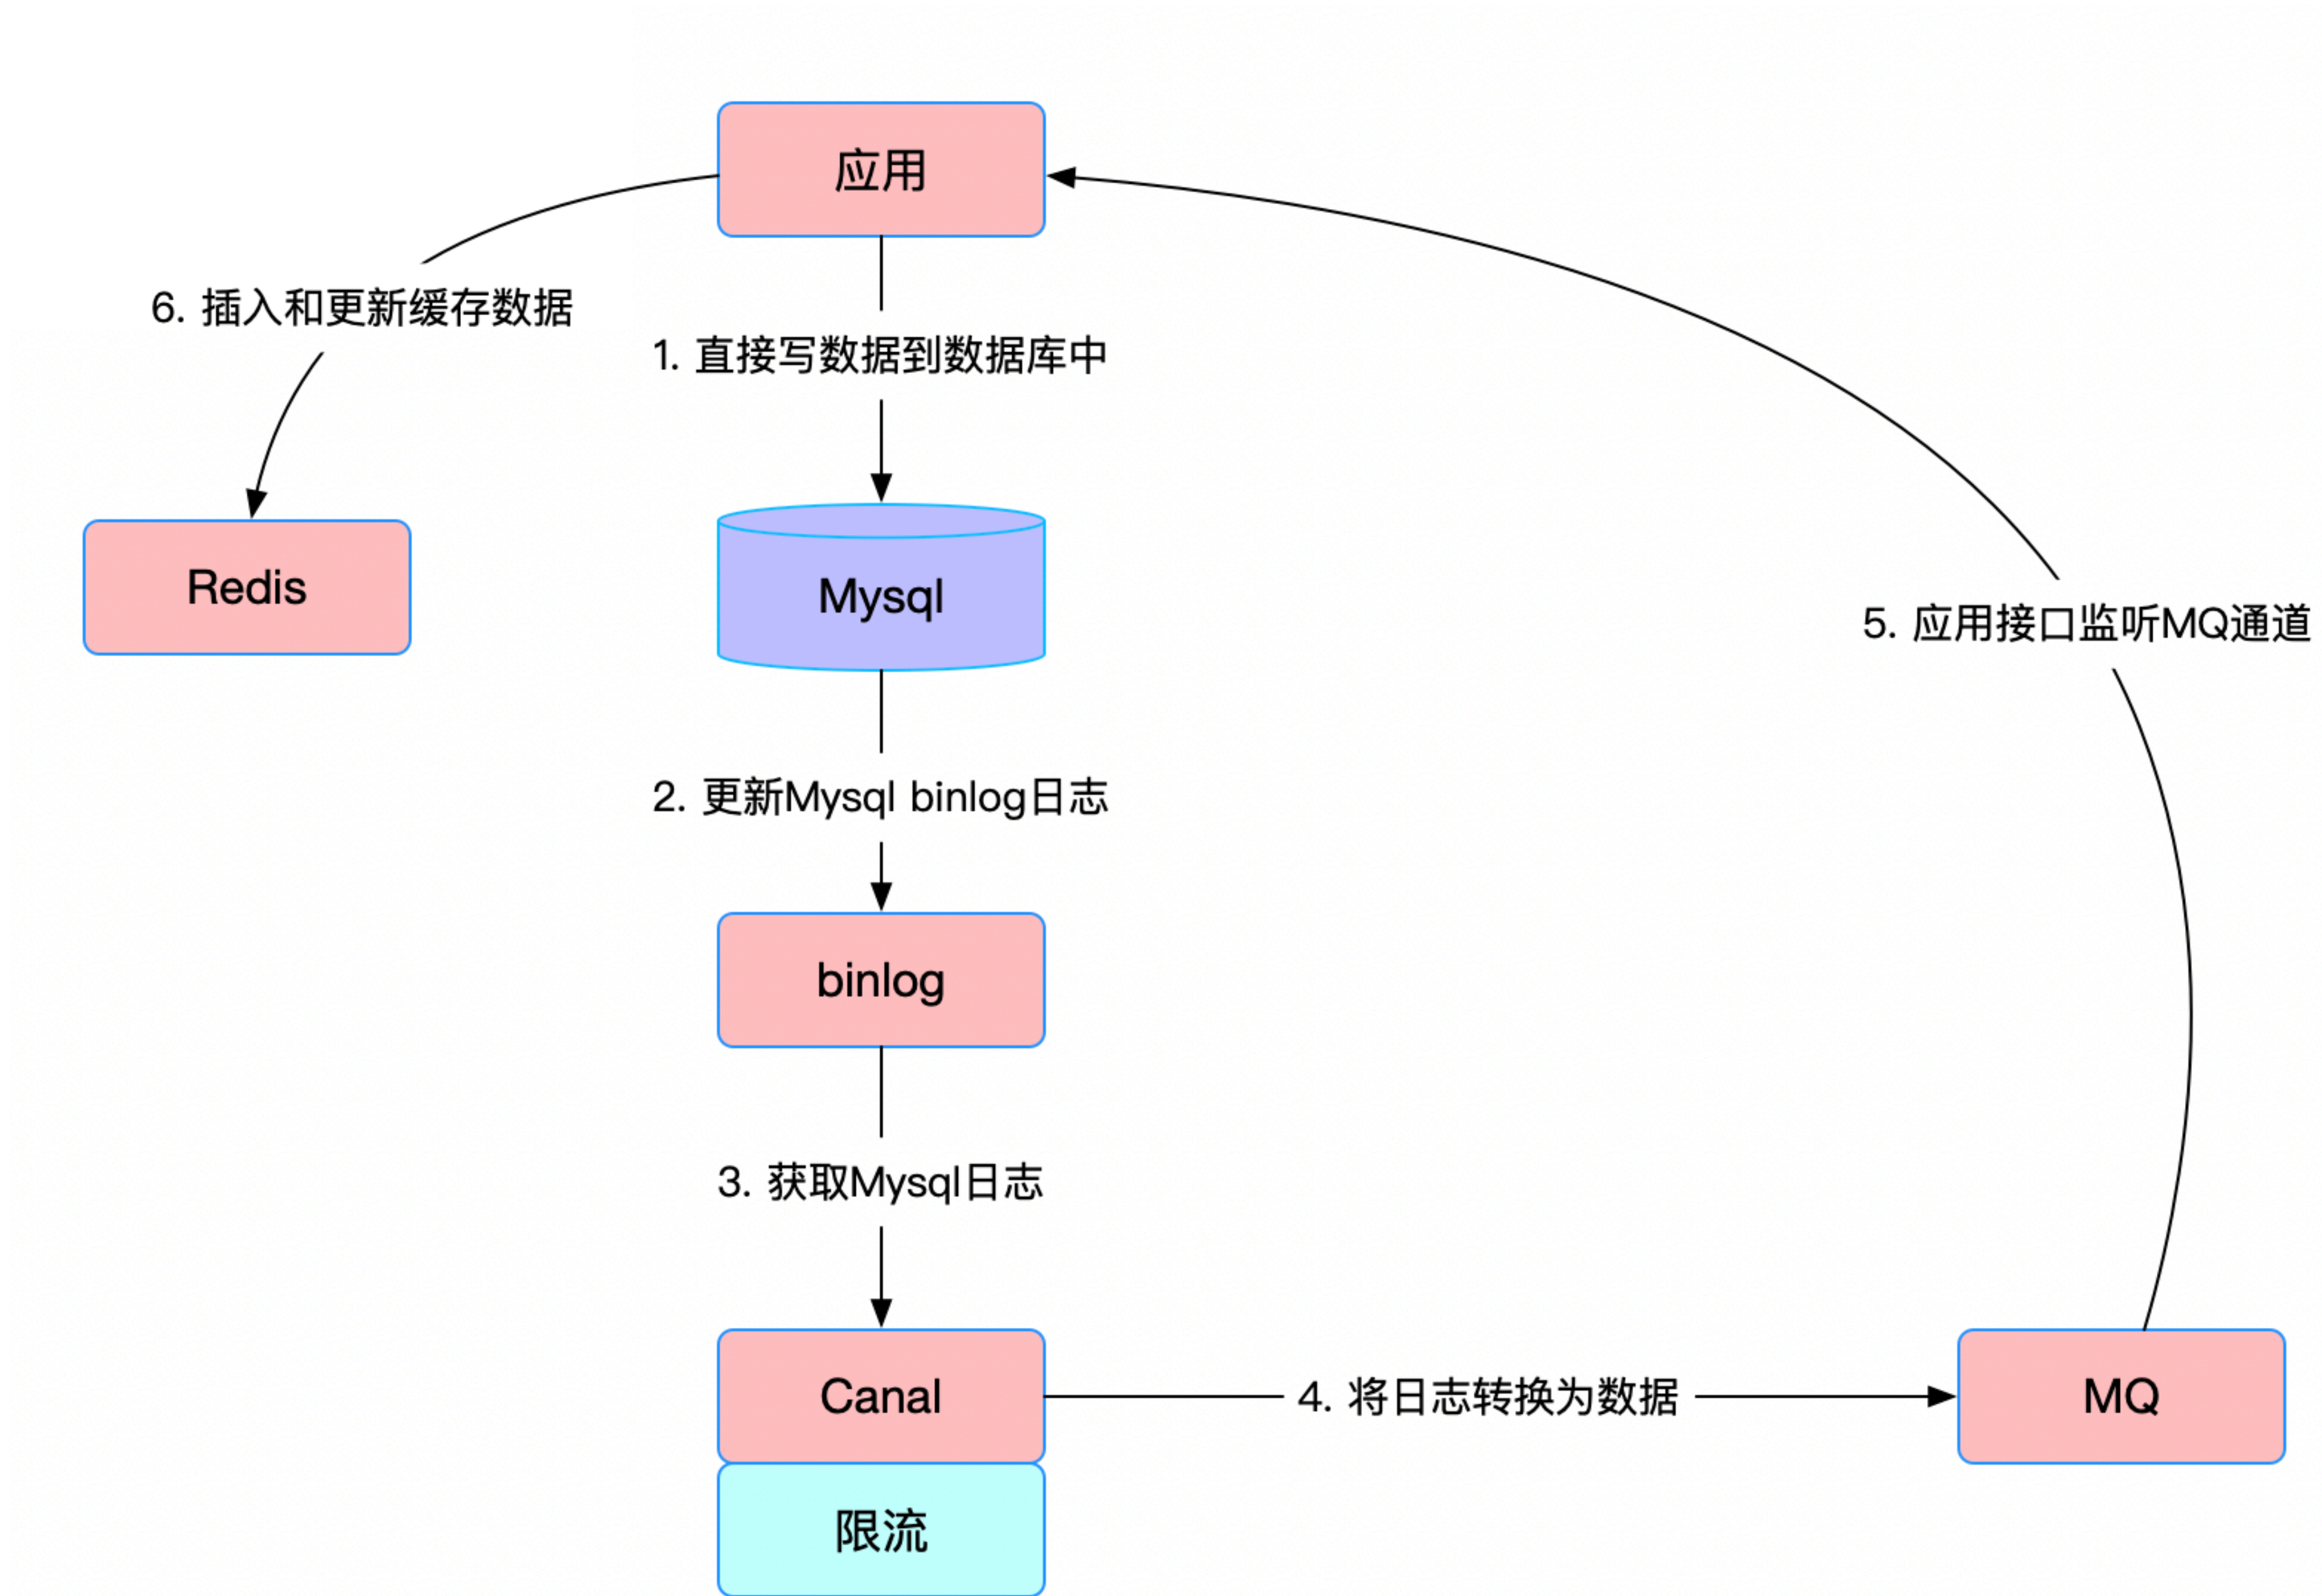 应用
6. 插入和更新缓存数据
1. 直接写数据到数据库中
Redis
Mysql
5. 应用接口监听MQ通道
2. 更新Mysql binlog日志
binlog
3. 获取Mysql日志
Canal
4. 将日志转换为数据
MQ
限流